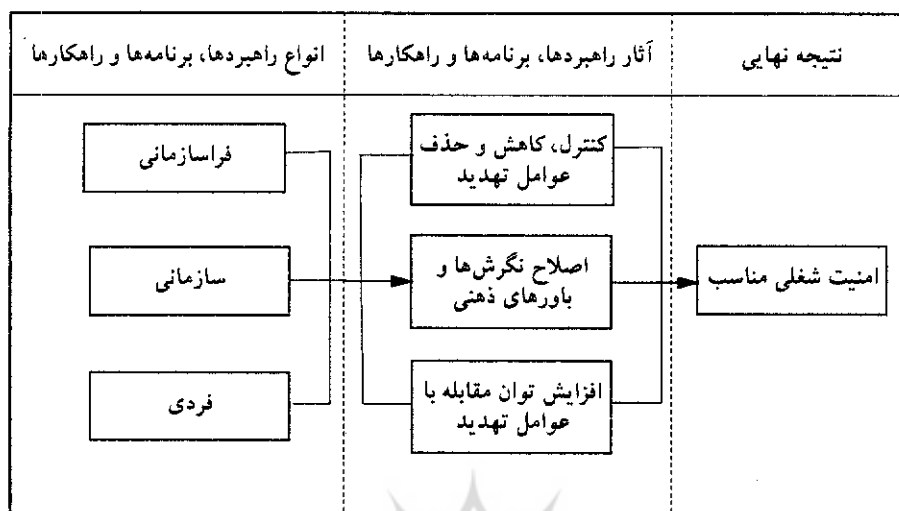 انواع راهبردها، برنامه‌ها و راهکارها
آثار راهبردها، برنامه‌ها و راهکارها
نتیجه نهایی
فراسازمانی
سازمانی
فردی
کنترل، کاهش و حذف
عوامل تهدید
اصلاح نگرش‌ها و
باورهای ذهنی
افزایش توان مقابله با
عوامل تهدید
امنیت شغلی مناسب